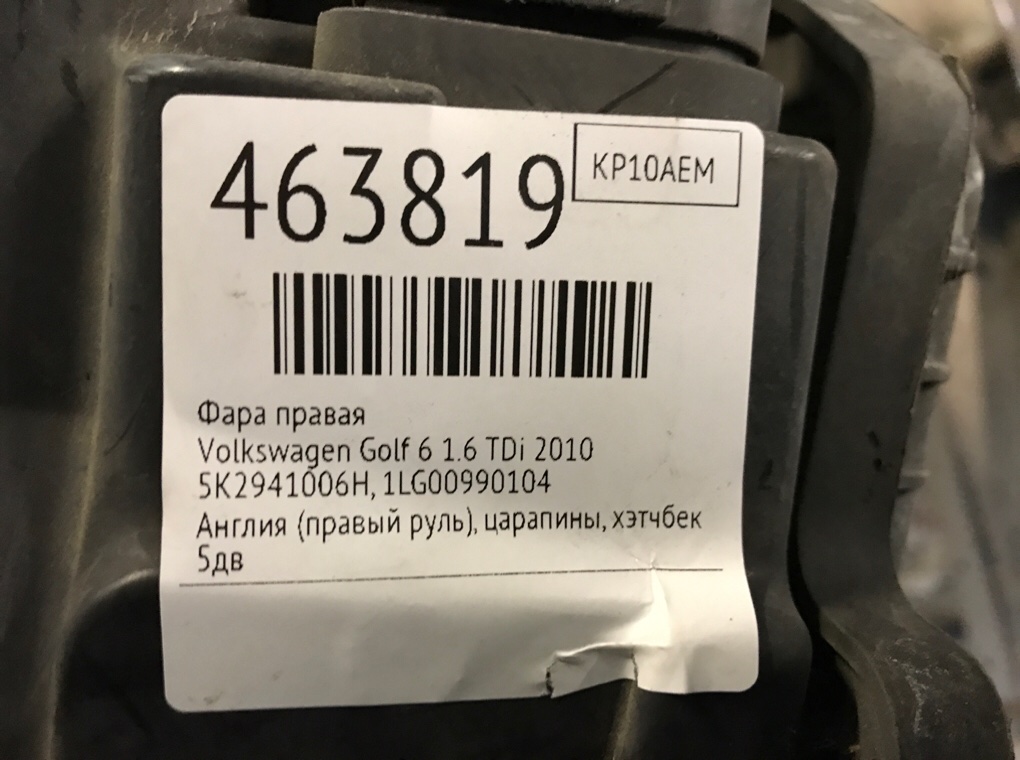 463819
KP10AEM
Фара правая
Volkswagen Golf 6 1.6 TDi 2010
5K2941006H, 1LG00990104
Англия (правый руль), царапины, хэтчбек
5дв